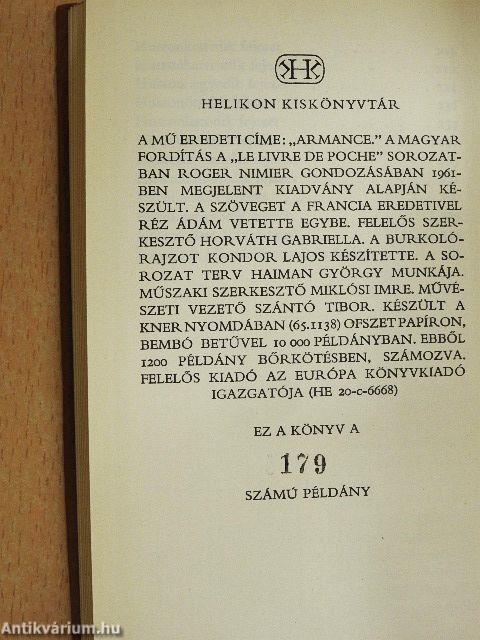 HELIKON KISKÖNYVTÁR
A MŰ EREDETI CÍME: „ARMANCE.” A MAGYAR
FORDÍTÁS A „LE LIVRE DE POCHE” SOROZAT-
BAN ROGER NIMIER GONDOZÁSÁBAN 1961-
BEN MEGJELENT KIADVÁNY ALAPJÁN KÉ-
SZÜLT. A SZÖVEGET A FRANCIA EREDETIVEL
RÉZ ÁDÁM VETETTE EGYBE. FELELŐS SZER-
KESZTŐ HORVÁTH GABRIELLA. A BURKOLÓ-
RAJZOT KONDOR LAJOS KÉSZÍTETTE. A SO-
ROZAT TERV HAIMAN GYÖRGY MUNKÁJA.
MŰSZAKI SZERKESZTŐ MIKLÓSI IMRE. MŰVÉ-
SZETI VEZETŐ SZÁNTÓ TIBOR. KÉSZÜLT A
KNER NYOMDÁBAN (65.1138) OFSZET PAPÍRON,
BEMBÓ BETŰVEL 10 000 PÉLDÁNYBAN. EBBŐL
1200 PÉLDÁNY BŐRKÖTÉSBEN, SZÁMOZVA.
FELELŐS KIADÓ AZ EURÓPA KÖNYVKIADÓ
IGAZGATÓJA (HE 20-c-6668)
EZ A KÖNYV A
179
SZÁMÚ PÉLDÁNY
Antikvárium.hu